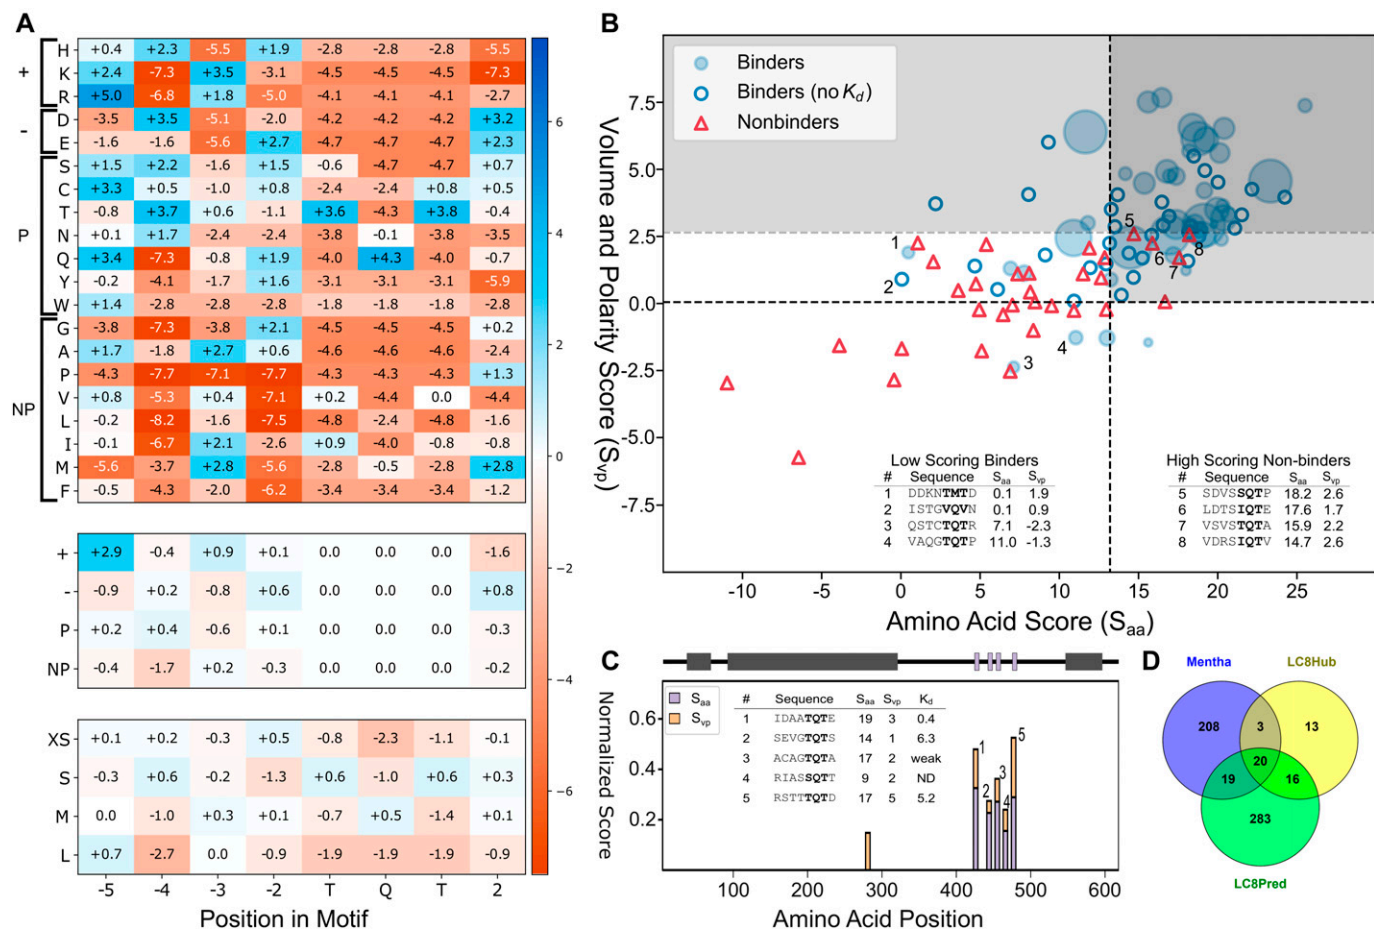 A
H +0.4 +2.3 -5.5 +1.9 -2.8 -2.8 -2.8 -5.5
+ K +2.4 -7.3 +3.5 -3.1 -4.5 -4.5 -4.5 -7.3
R +5.0 -6.8 +1.8 -5.0 -4.1 -4.1 -4.1 -2.7
- D -3.5 +3.5 -5.1 -2.0 -4.2 -4.2 -4.2 +3.2
E -1.6 -1.6 -5.6 +2.7 -4.7 -4.7 -4.7 +2.3
S +1.5 +2.2 -1.6 +1.5 -0.6 -4.7 -4.7 +0.7
C +3.3 +0.5 -1.0 +0.8 -2.4 -2.4 +0.8 +0.5
T -0.8 +3.7 +0.6 -1.1 +3.6 -4.3 +3.8 -0.4
P N +0.1 +1.7 -2.4 -2.4 -3.8 -0.1 -3.8 -0.9
Q +3.4 -7.3 -0.8 +1.9 -4.0 +4.3 -4.0 -0.7
Y -0.2 -4.1 -1.7 +1.6 -3.1 -3.1 -3.1 -5.9
W +1.4 -2.8 -2.8 -2.8 -1.8 -1.8 -1.8 -2.8
G -3.8 -7.3 -3.8 +2.1 -4.5 -4.5 -4.5 +0.2
A +1.7 -1.8 +2.7 +0.6 -4.6 -4.6 -4.6 -2.4
P -4.3 -7.7 -7.1 -7.7 -4.3 -4.3 -4.3 +1.3
NP V +0.8 -5.3 +0.4 -7.1 +0.2 -4.4 0.0 -4.4
L -0.2 -8.2 -1.6 -7.5 -4.8 -2.4 -4.8 -1.6
I -0.1 -6.7 +2.1 -2.6 +0.9 -4.0 -0.8 -0.8
M -5.6 -3.7 +2.8 -5.6 -2.8 -0.5 -2.8 +2.8
F -0.5 -4.3 -2.0 -6.2 -3.4 -3.4 -3.4 -1.2
+ +2.9 -0.4 +0.9 +0.1 0.0 0.0 0.0 -1.6
- -0.9 +0.2 -0.8 +0.6 0.0 0.0 0.0 +0.8
P +0.2 +0.4 -0.6 +0.1 0.0 0.0 0.0 -0.3
NP -0.4 -1.7 +0.2 -0.3 0.0 0.0 0.0 -0.2
XS +0.1 +0.2 -0.3 +0.5 -0.8 -2.3 -1.1 -0.1
S -0.3 +0.6 -0.2 -1.3 +0.6 -1.0 +0.6 +0.3
M 0.0 -1.0 +0.3 +0.1 -0.7 +0.5 -1.4 +0.1
L +0.7 -2.7 0.0 -0.9 -1.9 -1.9 -1.9 -0.9
-5 -4 -3 -2 T Q T 2
Position in Motif
6
4
2
0
−2
−4
−6
B
Binders
Binders (no Kd)
Nonbinders
Volume and Polarity Score (Svp)
7.5
5.0
2.5
0.0
-2.5
-5.0
-7.5
1
2
3
4
5
6
7
8
Low Scoring Binders
# Sequence Saa Svp
1 DDKNTMTD 0.1 1.9
2 ISTGVQVN 0.1 0.9
3 QSTCTQTR 7.1 -2.3
4 VAQGTQTP 11.0 -1.3
High Scoring Non-binders
# Sequence Saa Svp
5 SDVSSQTP 18.2 2.6
6 LDTSIQTE 17.6 1.7
7 VSVSTQTA 15.9 2.2
8 VDRSIQTV 14.7 2.6
-10 -5 0 5 10 15 20 25
Amino Acid Score (Saa)
C
Normalized Score
0.6
0.4
0.2
Saa
Svp
# Sequence Saa Svp Kd
1 IDAATQTE 19 3 0.4
2 SEVGTQTS 14 1 6.3
3 ACAGTQTA 17 2 weak
4 RIASSQTT 9 2 ND
5 RSTTTQTD 17 5 5.2
1
2
3
4
5
100 200 300 400 500 600
Amino Acid Position
D
Mentha
LC8Hub
208 3 13
20
19 16
283
LC8Pred